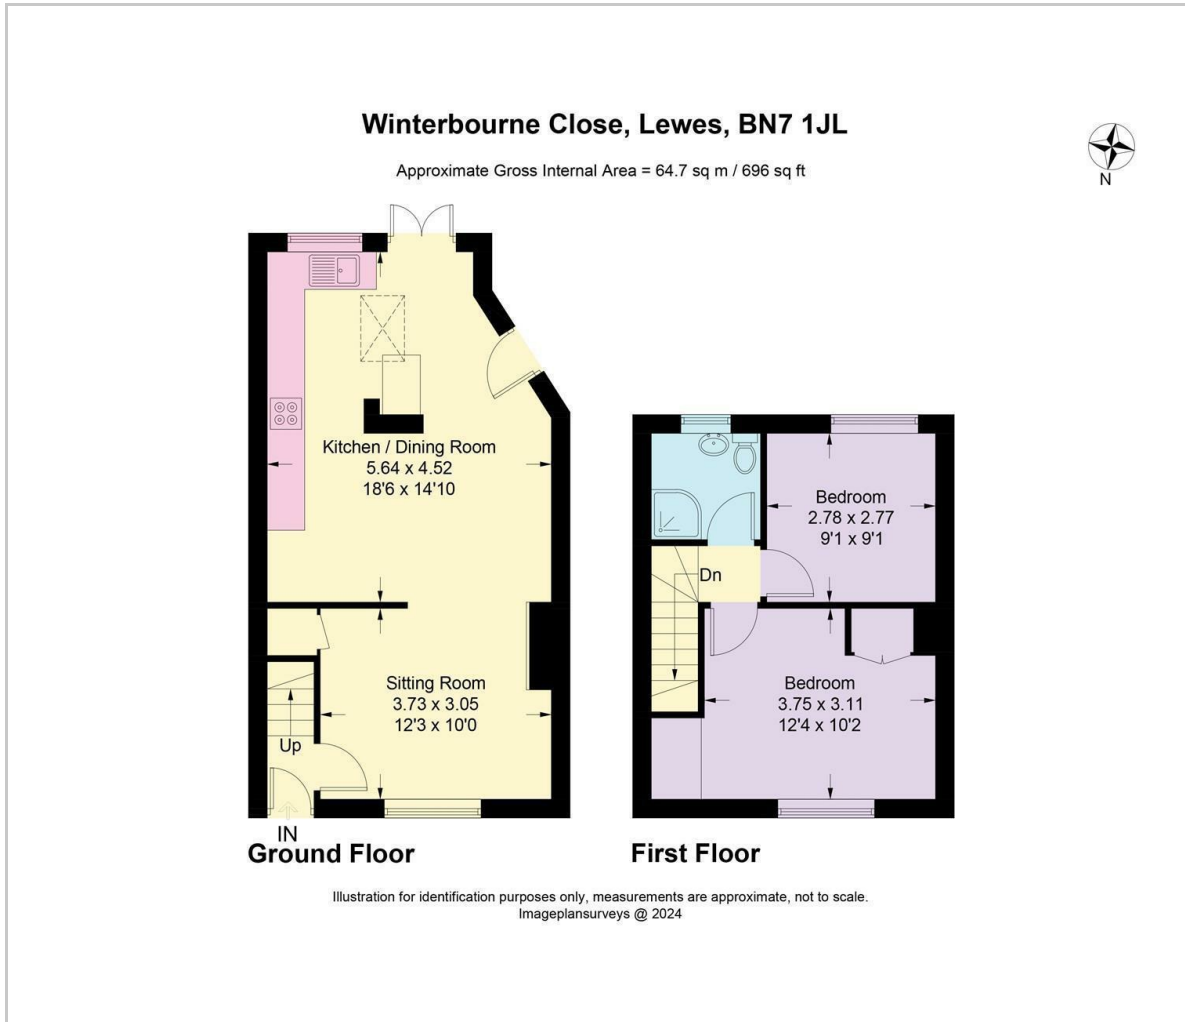 Winterbourne Close, Lewes, BN7 1JL
Approximate Gross Internal Area = 64.7 sq m / 696 sq ft
N
Kitchen / Dining Room
5.64 x 4.52
18'6 x 14'10
Sitting Room
3.73 x 3.05
12'3 x 10'0
Up
IN
Ground Floor
Bedroom
2.78 x 2.77
9'1 x 9'1
Dn
Bedroom
3.75 x 3.11
12'4 x 10'2
First Floor
Illustration for identification purposes only, measurements are approximate, not to scale.
Imageplansurveys @ 2024